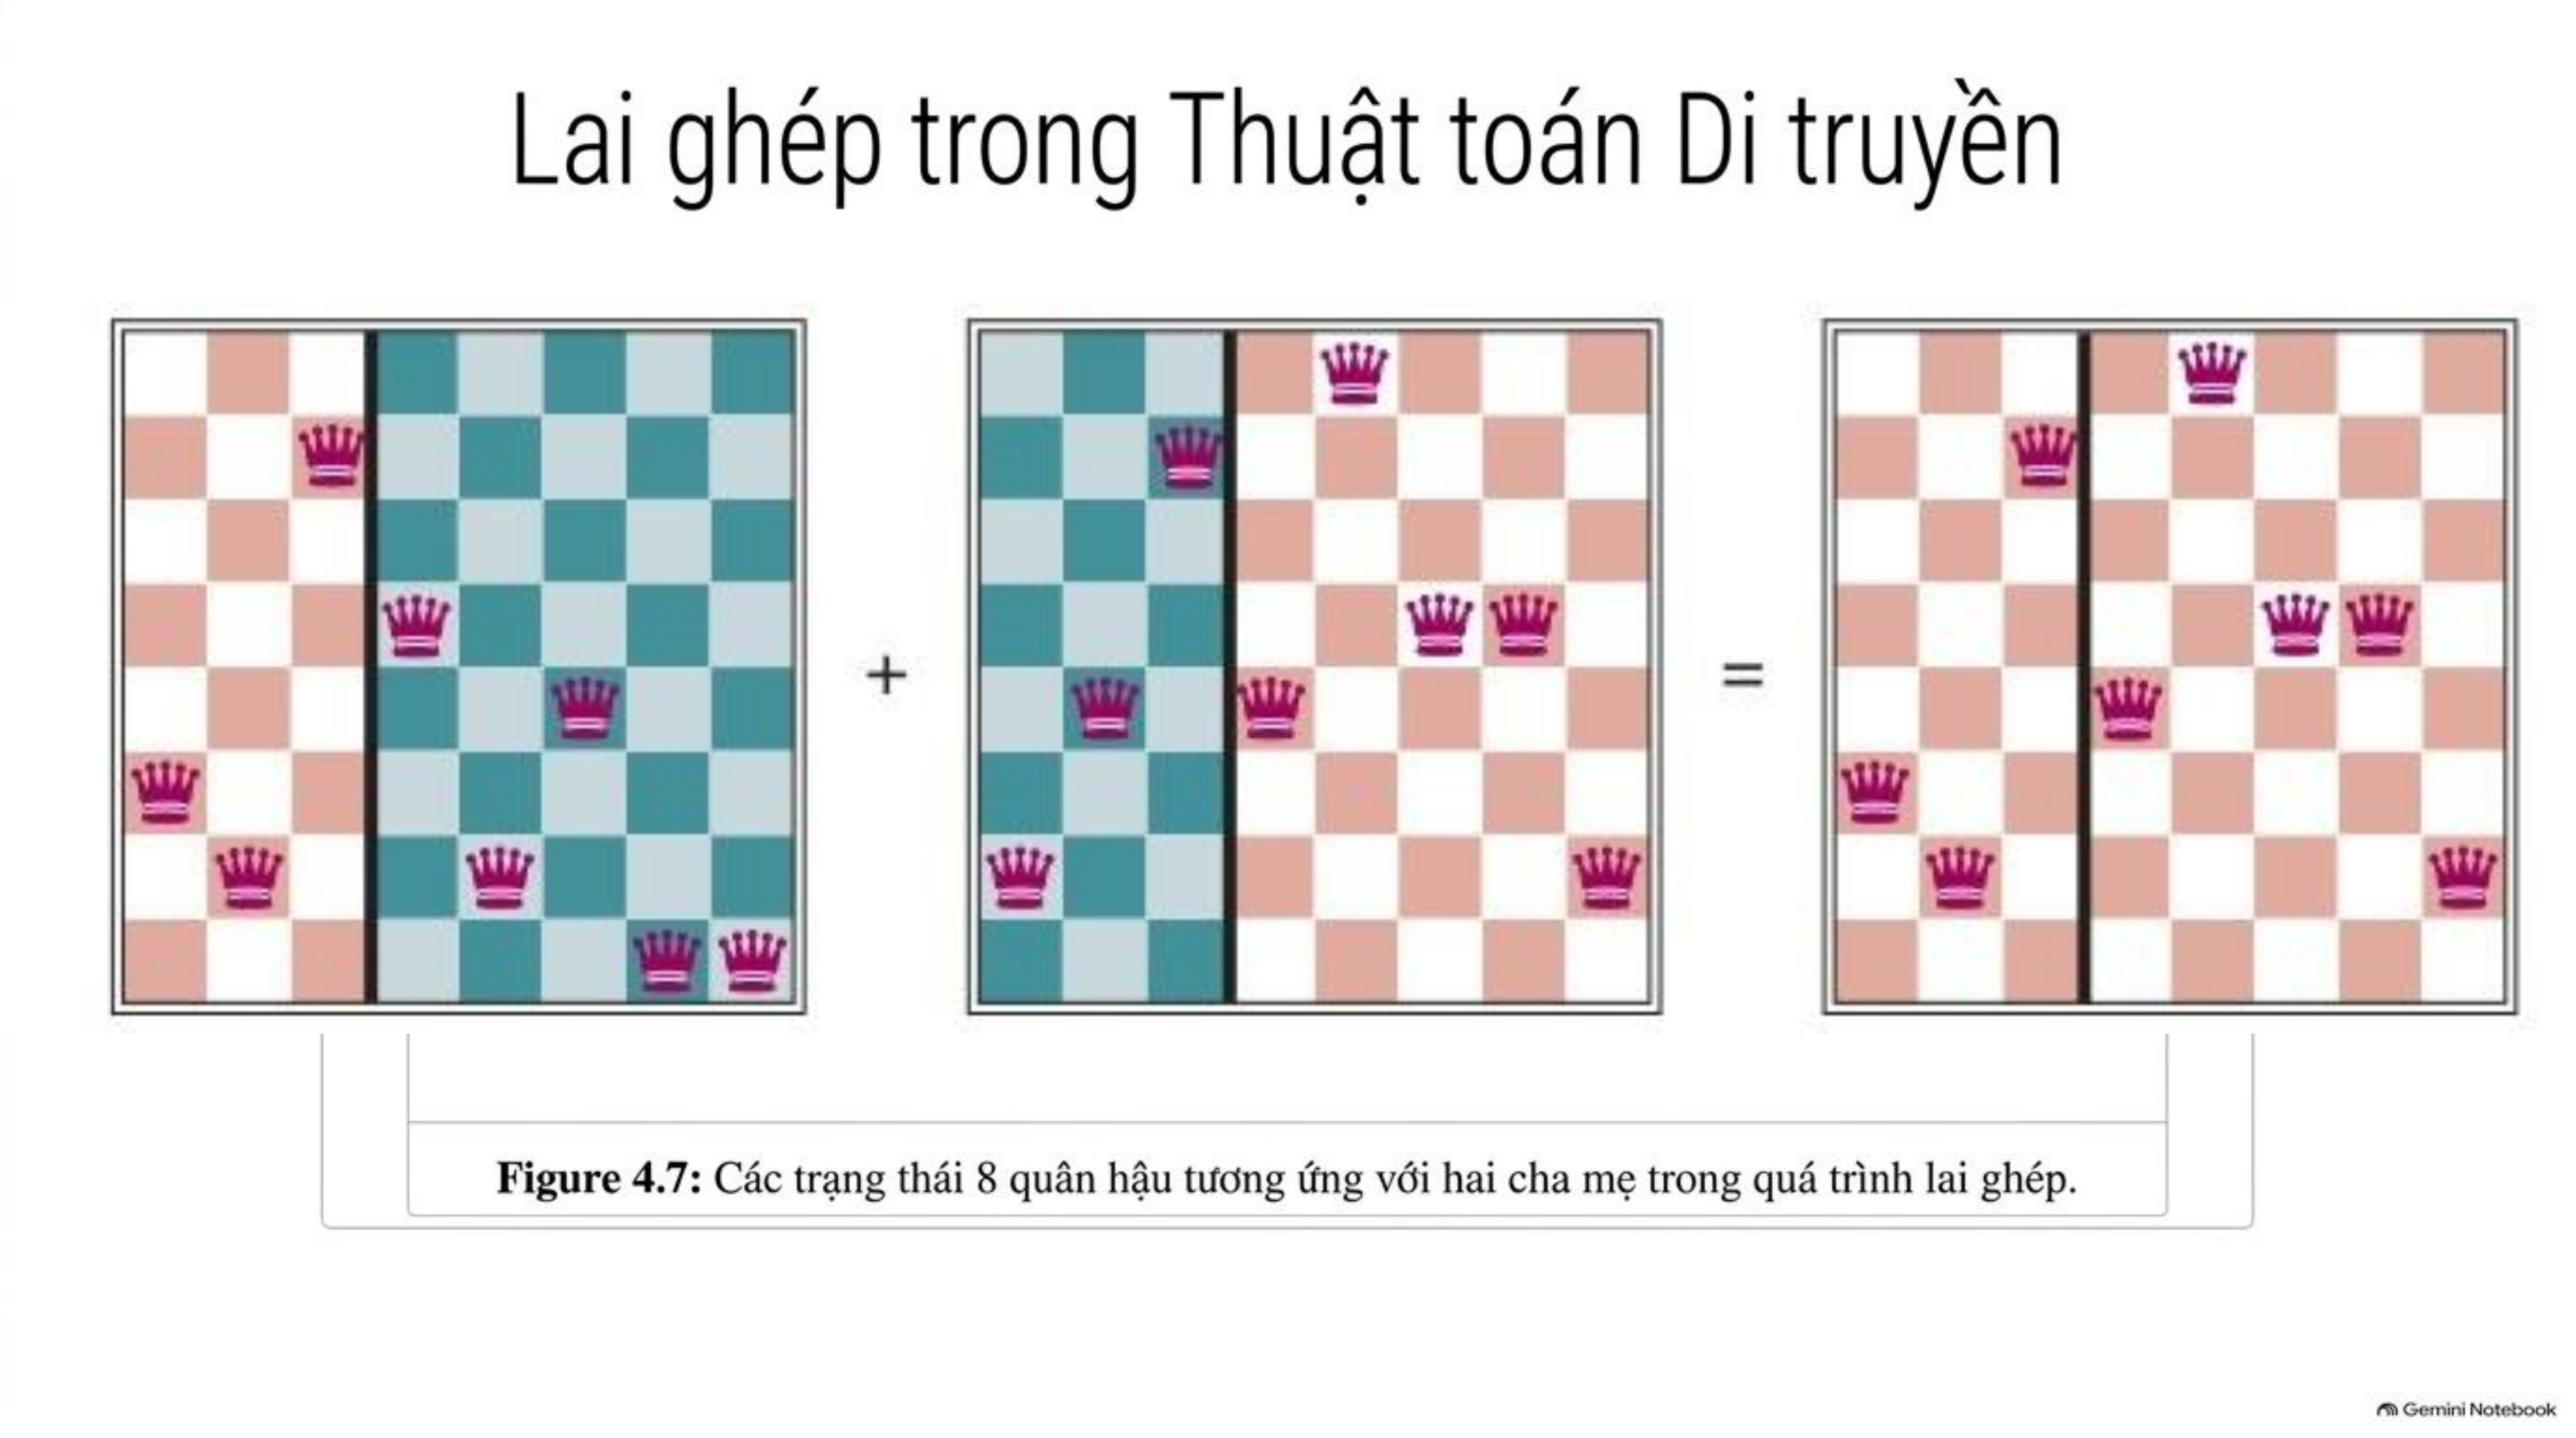 Lai ghép trong Thuật toán Di truyền
+
=
Figure 4.7: Các trạng thái 8 quân hậu tương ứng với hai cha mẹ trong quá trình lai ghép.
Gemini Notebook